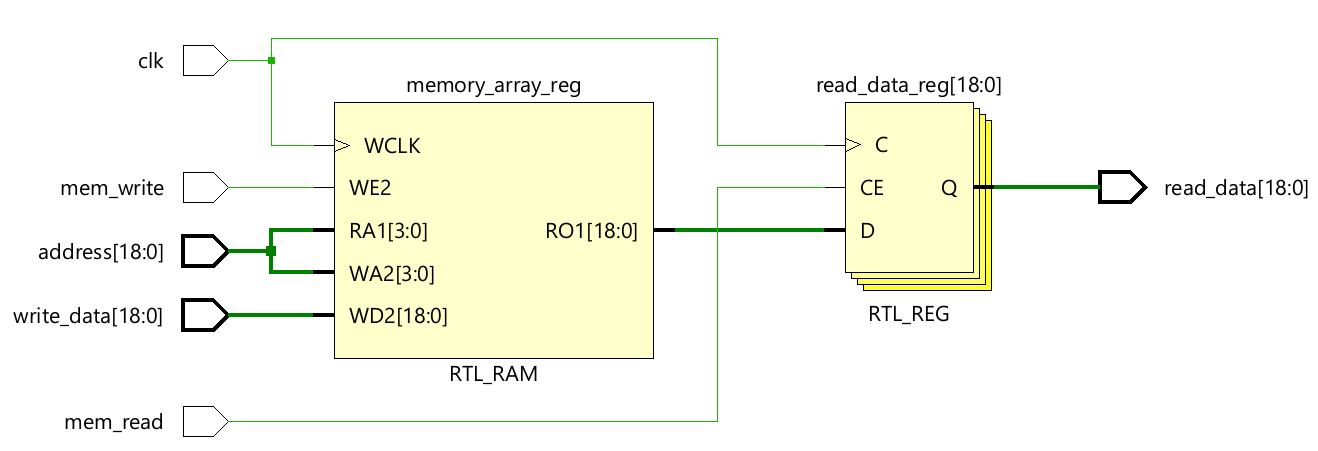 clk
mem_write
address[18:0]
write_data[18:0]
mem_read
memory_array_reg
WCLK
WE2
RA1[3:0]
WA2[3:0]
WD2[18:0]
RO1[18:0]
RTL_RAM
read_data_reg[18:0]
C
CE
D
Q
RTL_REG
read_data[18:0]